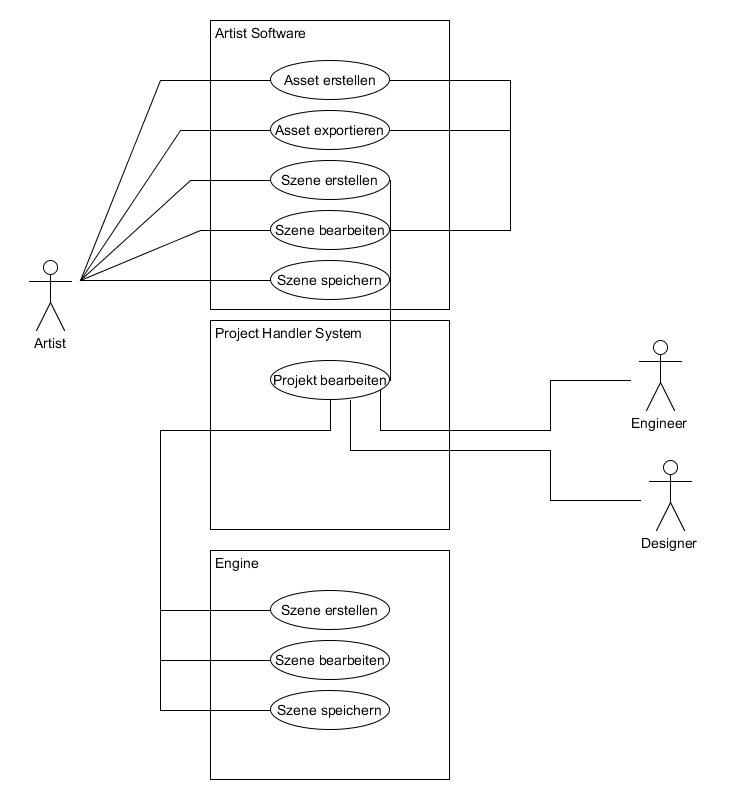 Artist Software
Asset erstellen
Asset exportieren
Szene erstellen
Szene bearbeiten
Szene speichern
Artist
Project Handler System
Projekt bearbeiten
Engineer
Designer
Engine
Szene erstellen
Szene bearbeiten
Szene speichern